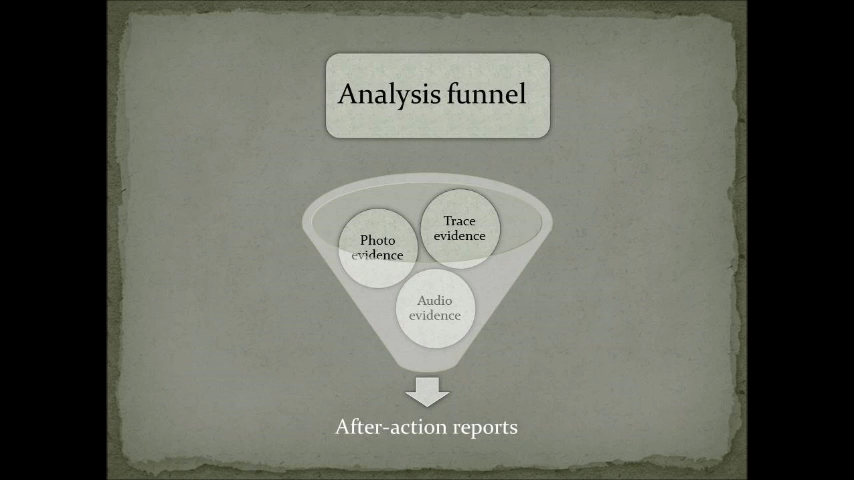 Analysis funnel
Trace
evidence
Photo
evidence
Audio
evidence
After-action reports